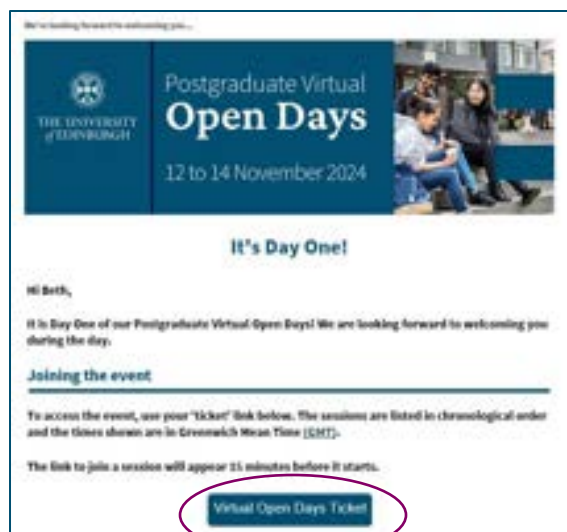 We're looking forward to welcoming you...
THE UNIVERSITY
of EDINBURGH
Postgraduate Virtual
Open Days
12 to 14 November 2024
It's Day One!
Hi Beth,
It is Day One of our Postgraduate Virtual Open Days! We are looking forward to welcoming you
during the day.
Joining the event
To access the event, use your 'ticket' link below. The sessions are listed in chronological order
and the times shown are in Greenwich Mean Time (GMT).
The link to join a session will appear 15 minutes before it starts.
Virtual Open Days Ticket